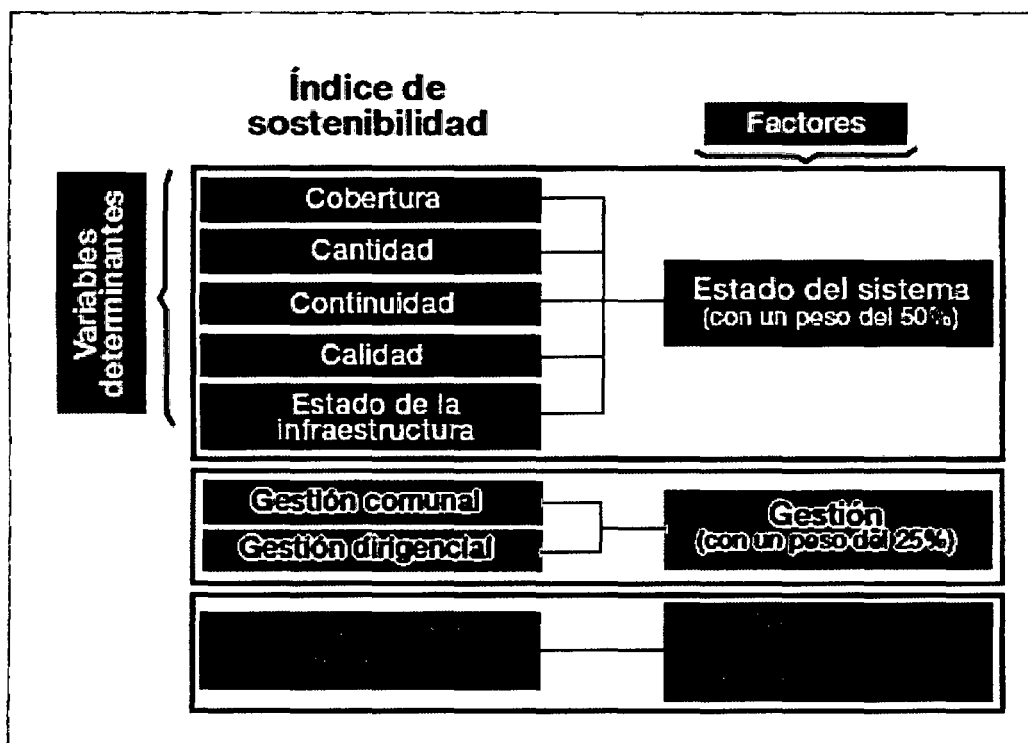 Índice de
sostenibilidad
Factores
Variables
determinantes
Cobertura
Cantidad
Continuidad
Calidad
Estado de la
infraestructura
Estado del sistema
(con un peso del 50%)
Gestión comunal
Gestión dirigencial
Gestión
(con un peso del 25%)